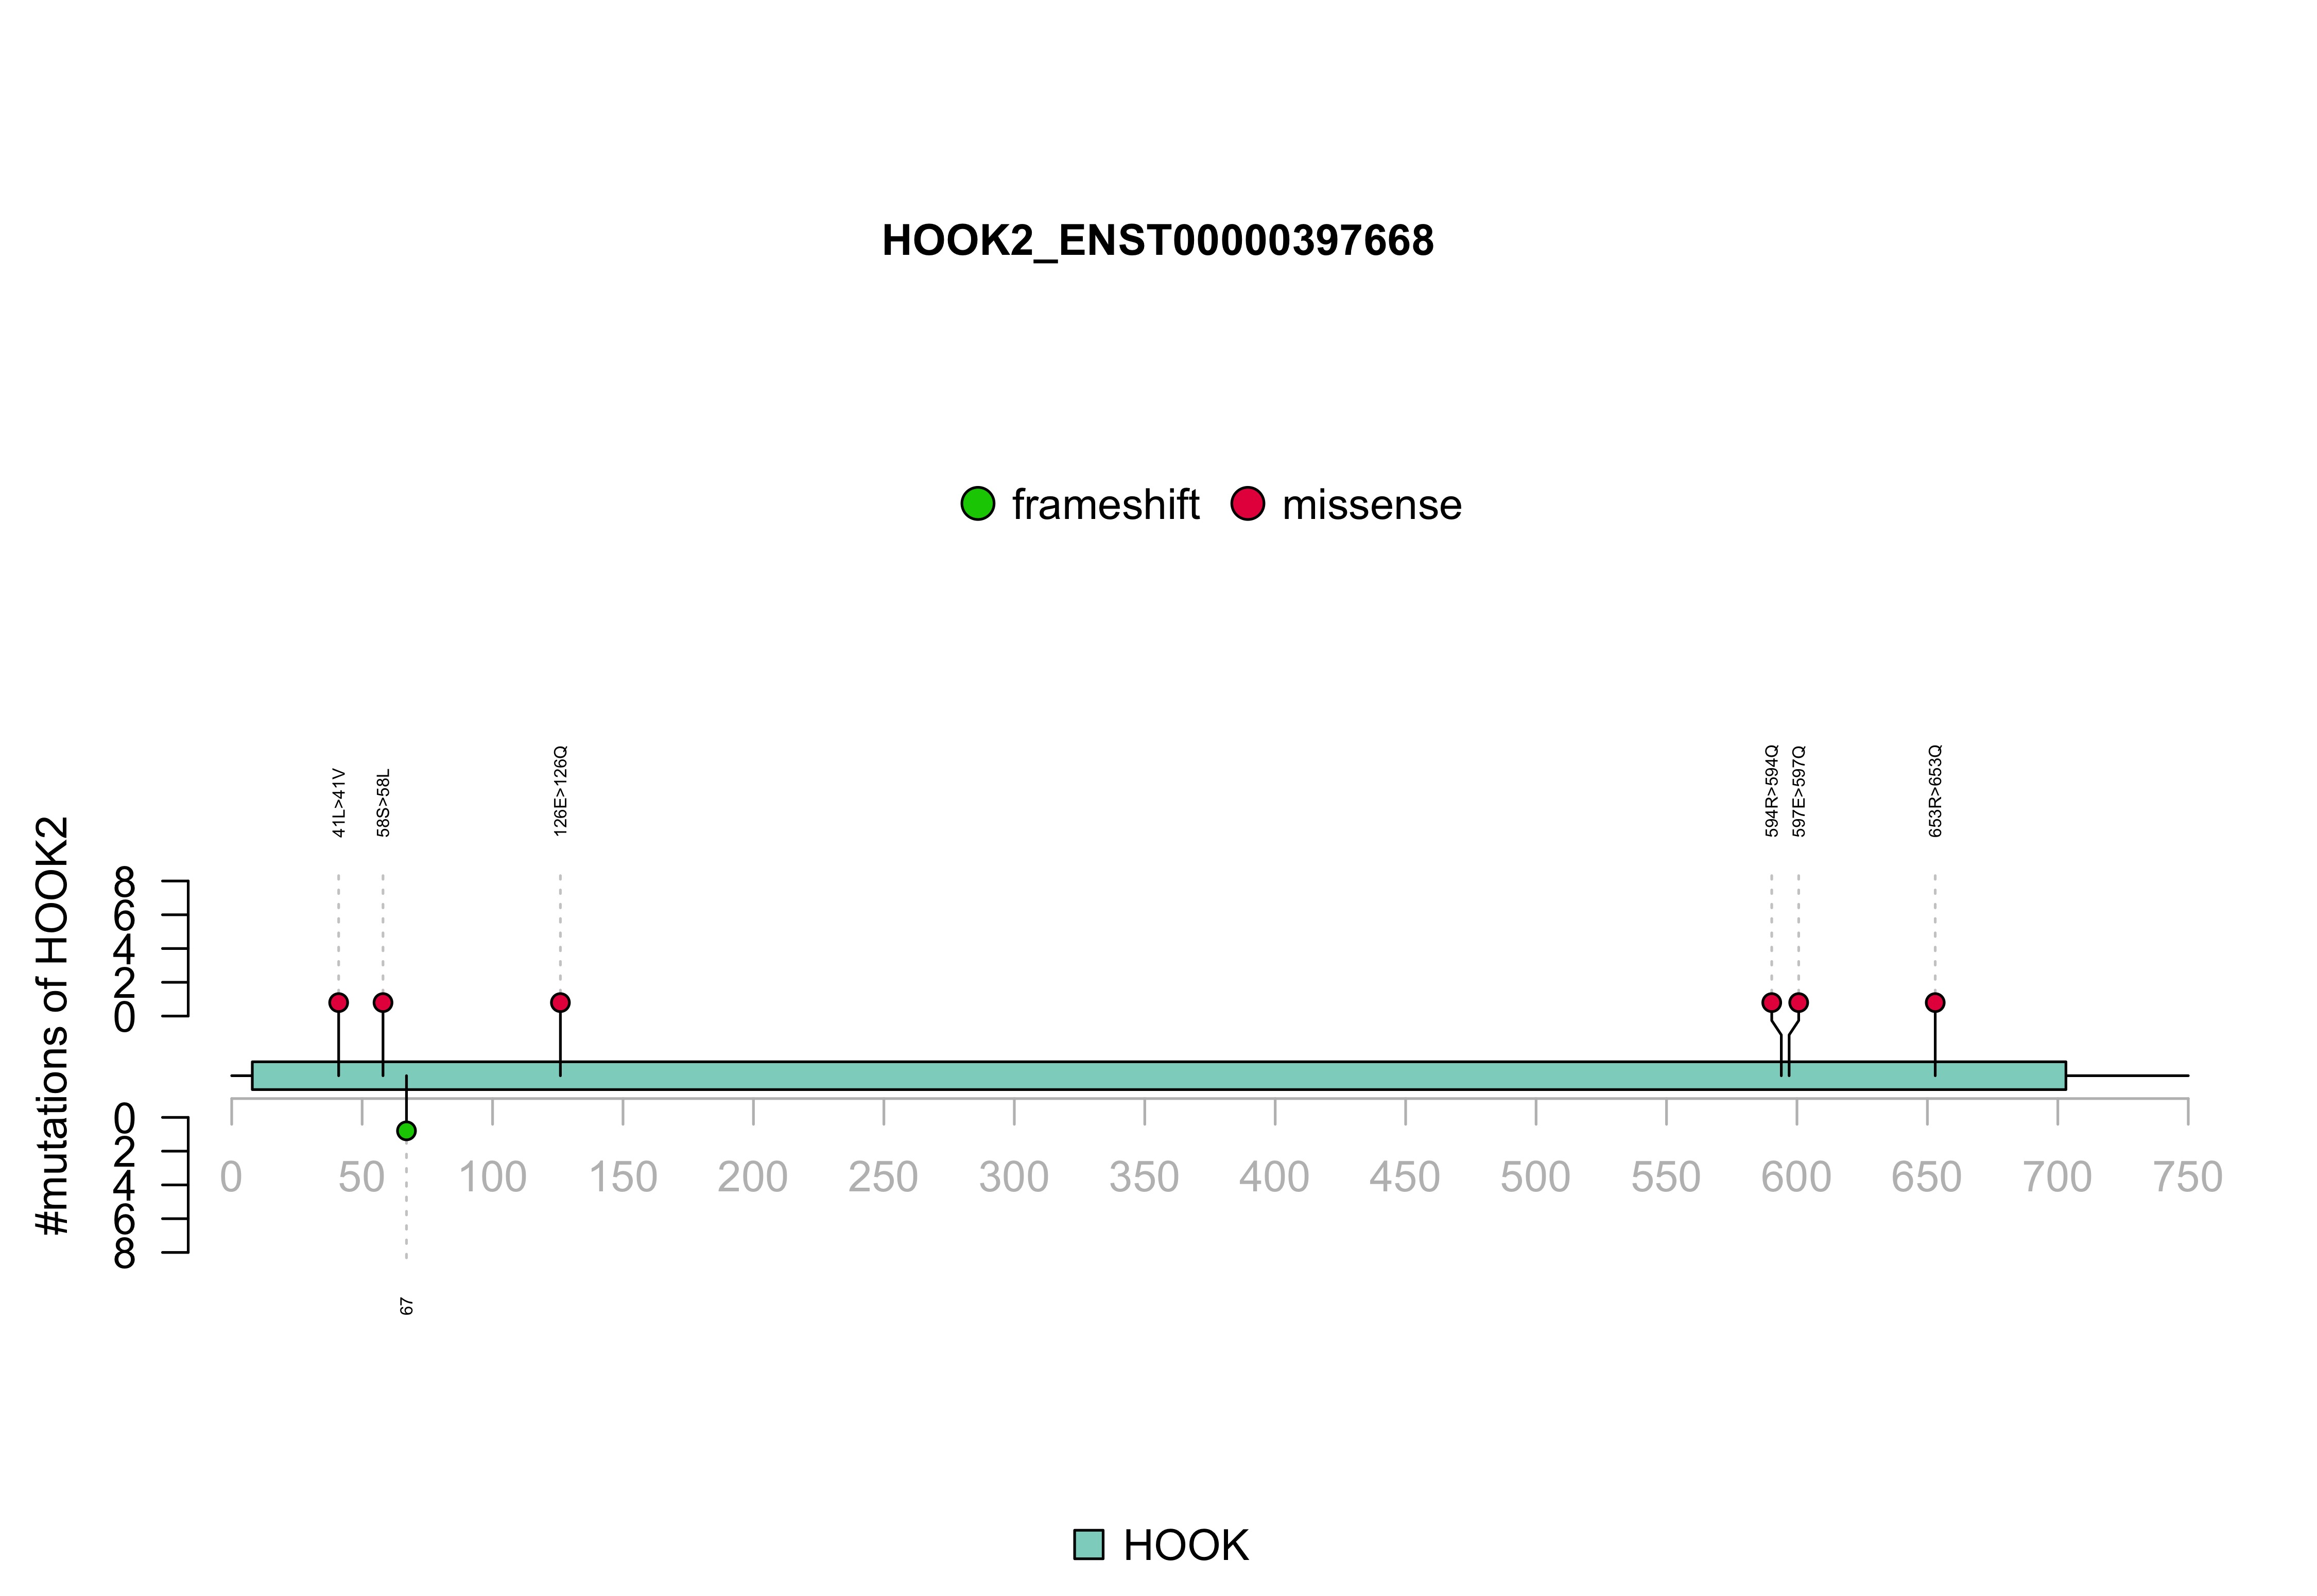 HOOK2_ENST00000397668
frameshift missense
41L>41V
58S>58L
126E>126Q
594R>594Q
597E>597Q
653R>653Q
#mutations of HOOK2
8
6
4
2
0
0
2
4
6
8
0 50 100 150 200 250 300 350 400 450 500 550 600 650 700 750
67
HOOK